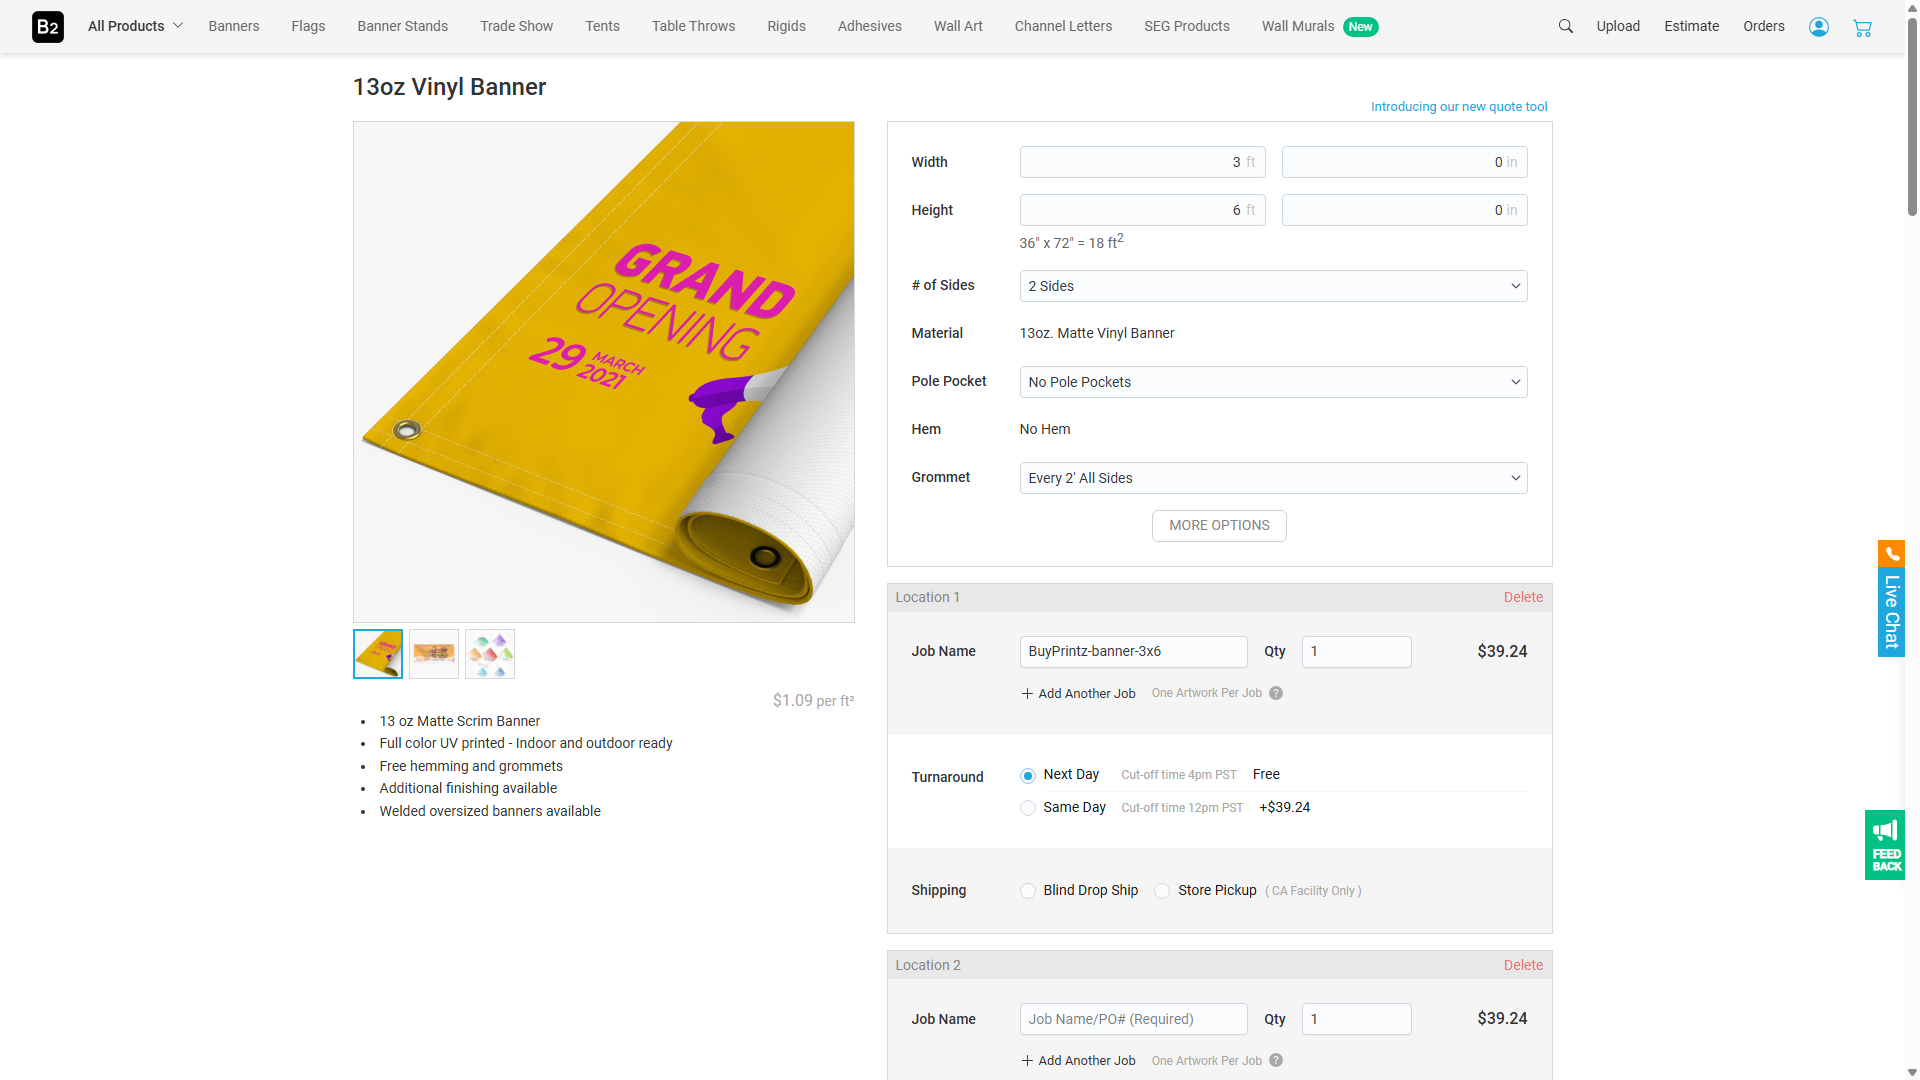 B2
All Products
Banners
Flags
Banner Stands
Trade Show
Tents
Table Throws
Rigids
Adhesives
Wall Art
Channel Letters
SEG Products
Wall Murals New
Upload
Estimate
Orders
13oz Vinyl Banner
Introducing our new quote tool
GRAND
OPENING
29 MARCH
2021
$1.09 per ft²
13 oz Matte Scrim Banner
Full color UV printed - Indoor and outdoor ready
Free hemming and grommets
Additional finishing available
Welded oversized banners available
Width 3 ft 0 in
Height 6 ft 0 in
36" x 72" = 18 ft2
# of Sides 2 Sides
Material 13oz. Matte Vinyl Banner
Pole Pocket No Pole Pockets
Hem No Hem
Grommet Every 2' All Sides
MORE OPTIONS
Location 1 Delete
Job Name BuyPrintz-banner-3x6 Qty 1 $39.24
+ Add Another Job One Artwork Per Job ?
Turnaround Next Day Cut-off time 4pm PST Free
Same Day Cut-off time 12pm PST +$39.24
Shipping Blind Drop Ship Store Pickup ( CA Facility Only )
Location 2 Delete
Job Name Job Name/PO# (Required) Qty 1 $39.24
+ Add Another Job One Artwork Per Job ?
Live Chat
FEED
BACK